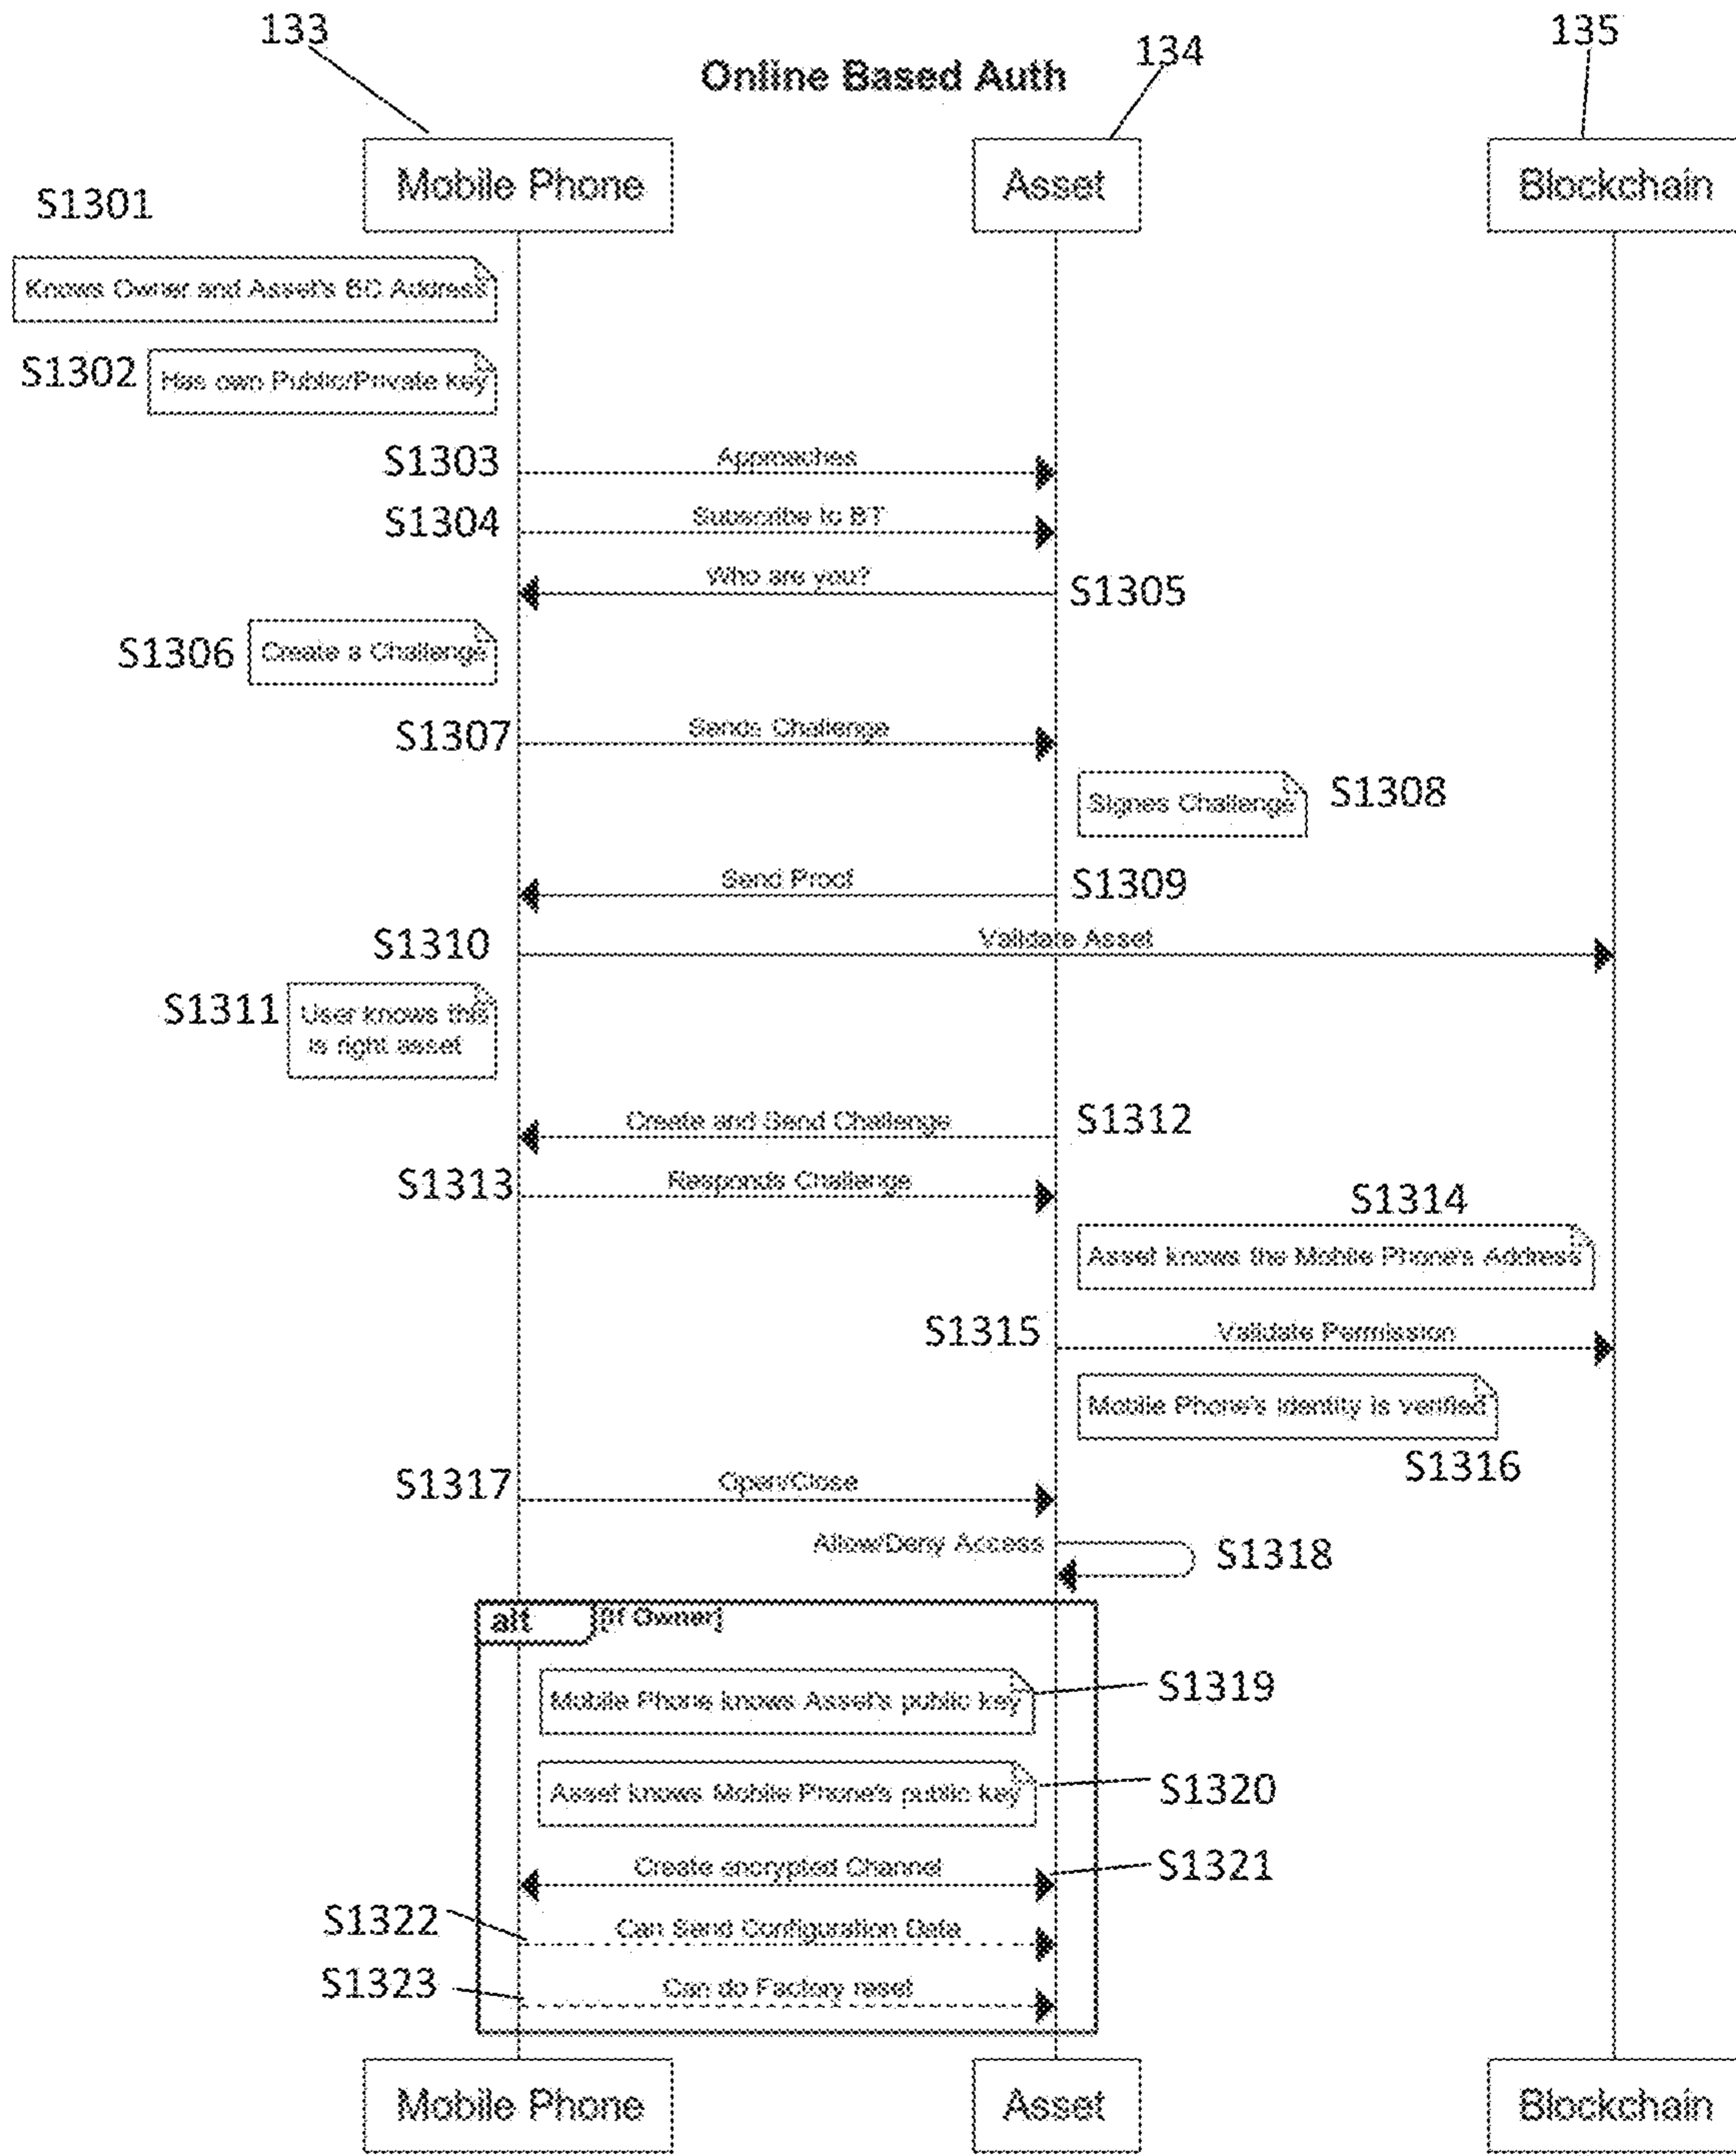 133
134
135
Online Based Auth
Mobile Phone
Asset
Blockchain
S1301
Knows Owner and Asset's BC Address
S1302
Has own Public/Private key
S1303
Approaches
S1304
Subscribe to BT
Who are you?
S1305
S1306
Create a Challenge
S1307
Sends Challenge
Signes Challenge
S1308
Send Proof
S1309
S1310
Validate Asset
S1311
User knows this
is right asset
Create and Send Challenge
S1312
S1313
Responds Challenge
S1314
Asset knows the Mobile Phone's Address
S1315
Validate Permission
Mobile Phone's Identity is verified
S1316
S1317
Open/Close
Allow/Deny Access
S1318
alt
[If Owner]
Mobile Phone knows Asset's public key
S1319
Asset knows Mobile Phone's public key
S1320
Create encrypted Channel
S1321
S1322
Can Send Configuration Data
S1323
Can do Factory reset
Mobile Phone
Asset
Blockchain